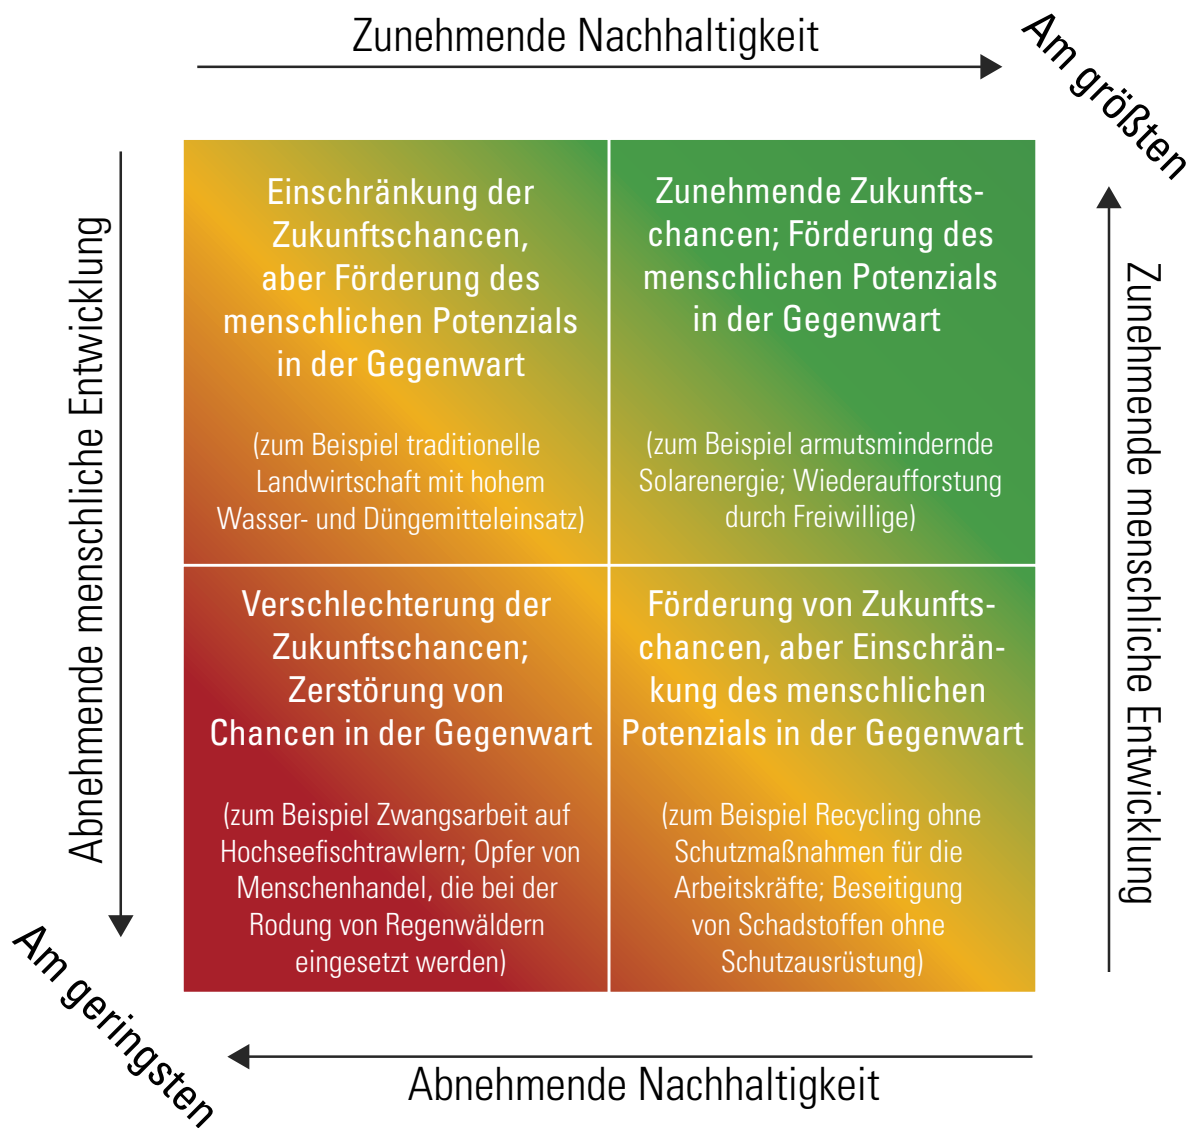 Zunehmende Nachhaltigkeit
Am größten
Abnehmende menschliche Entwicklung
Einschränkung der
Zukunftschancen,
aber Förderung des
menschlichen Potenzials
in der Gegenwart
(zum Beispiel traditionelle
Landwirtschaft mit hohem
Wasser- und Düngemitteleinsatz)
Zunehmende Zukunfts-
chancen; Förderung des
menschlichen Potenzials
in der Gegenwart
(zum Beispiel armutsmindernde
Solarenergie; Wiederaufforstung
durch Freiwillige)
Zunehmende menschliche Entwicklung
Verschlechterung der
Zukunftschancen;
Zerstörung von
Chancen in der Gegenwart
(zum Beispiel Zwangsarbeit auf
Hochseefischtrawlern; Opfer von
Menschenhandel, die bei der
Rodung von Regenwäldern
eingesetzt werden)
Förderung von Zukunfts-
chancen, aber Einschrän-
kung des menschlichen
Potenzials in der Gegenwart
(zum Beispiel Recycling ohne
Schutzmaßnahmen für die
Arbeitskräfte; Beseitigung
von Schadstoffen ohne
Schutzausrüstung)
Am geringsten
Abnehmende Nachhaltigkeit